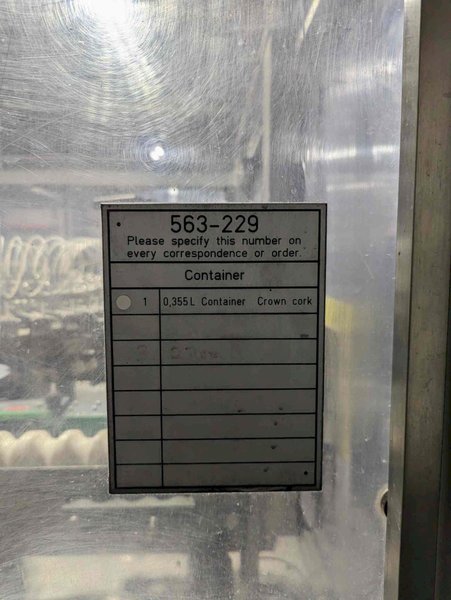 563-229
Please specify this number on
every correspondence or order.
Container
1 0,355 L Container Crown cork